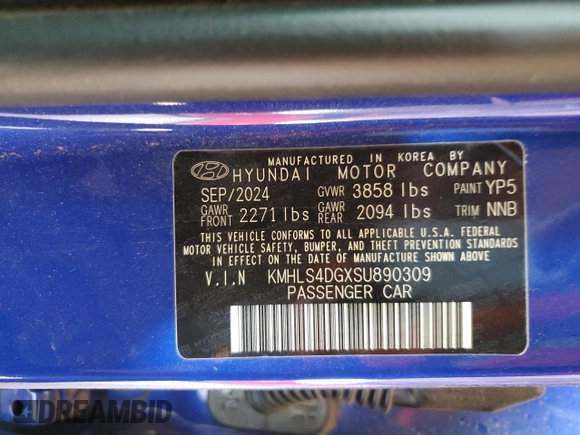 MANUFACTURED IN KOREA BY
HYUNDAI MOTOR COMPANY
SEP/2024 GVWR 3858 lbs PAINT YP5
GAWR FRONT 2271 lbs GAWR REAR 2094 lbs TRIM NNB
THIS VEHICLE CONFORMS TO ALL APPLICABLE U.S.A. FEDERAL
MOTOR VEHICLE SAFETY, BUMPER, AND THEFT PREVENTION STANDARDS
IN EFFECT ON THE DATE OF MANUFACTURE SHOWN ABOVE
V.I.N KMHLS4DGXSU890309
PASSENGER CAR
DREAMBID